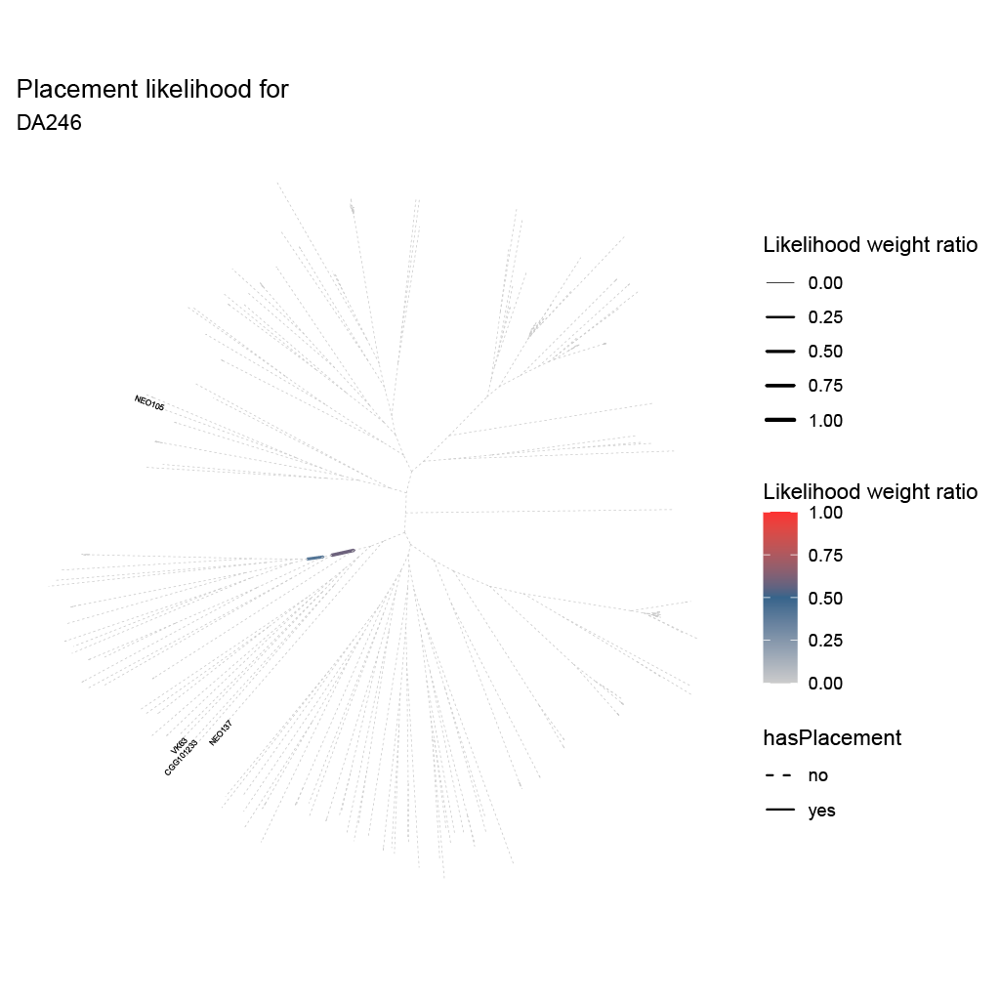 Placement likelihood for
DA246
NEO105
VK63
CGG101233
NEO137
Likelihood weight ratio
0.00
0.25
0.50
0.75
1.00
Likelihood weight ratio
1.00
0.75
0.50
0.25
0.00
hasPlacement
no
yes